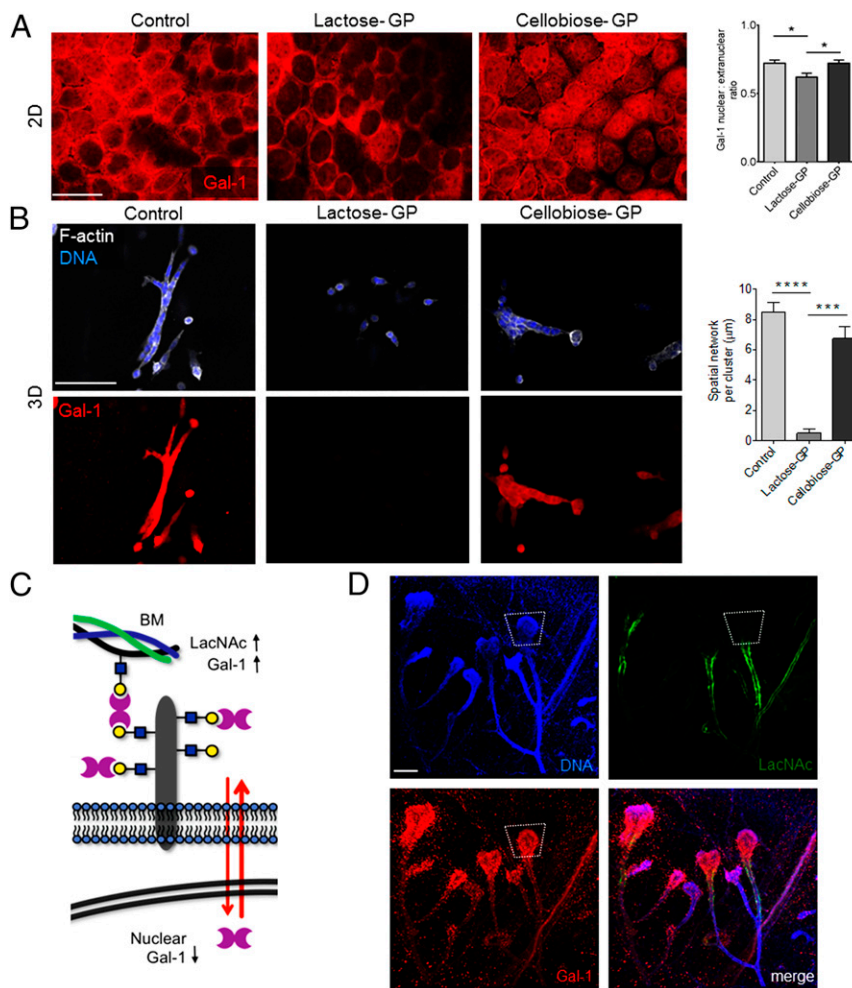 A
Control
Lactose-GP
Cellobiose-GP
2D
Gal-1
Gal-1 nuclear : extranuclear
ratio
1.0
0.5
0.0
*
*
Control
Lactose-GP
Cellobiose-GP
B
Control
Lactose-GP
Cellobiose-GP
3D
F-actin
DNA
Gal-1
Spatial network
per cluster (μm)
10
8
6
4
2
0
****
***
Control
Lactose-GP
Cellobiose-GP
C
BM
LacNAc ↑
Gal-1 ↑
Nuclear
Gal-1 ↓
D
DNA
LacNAc
Gal-1
merge